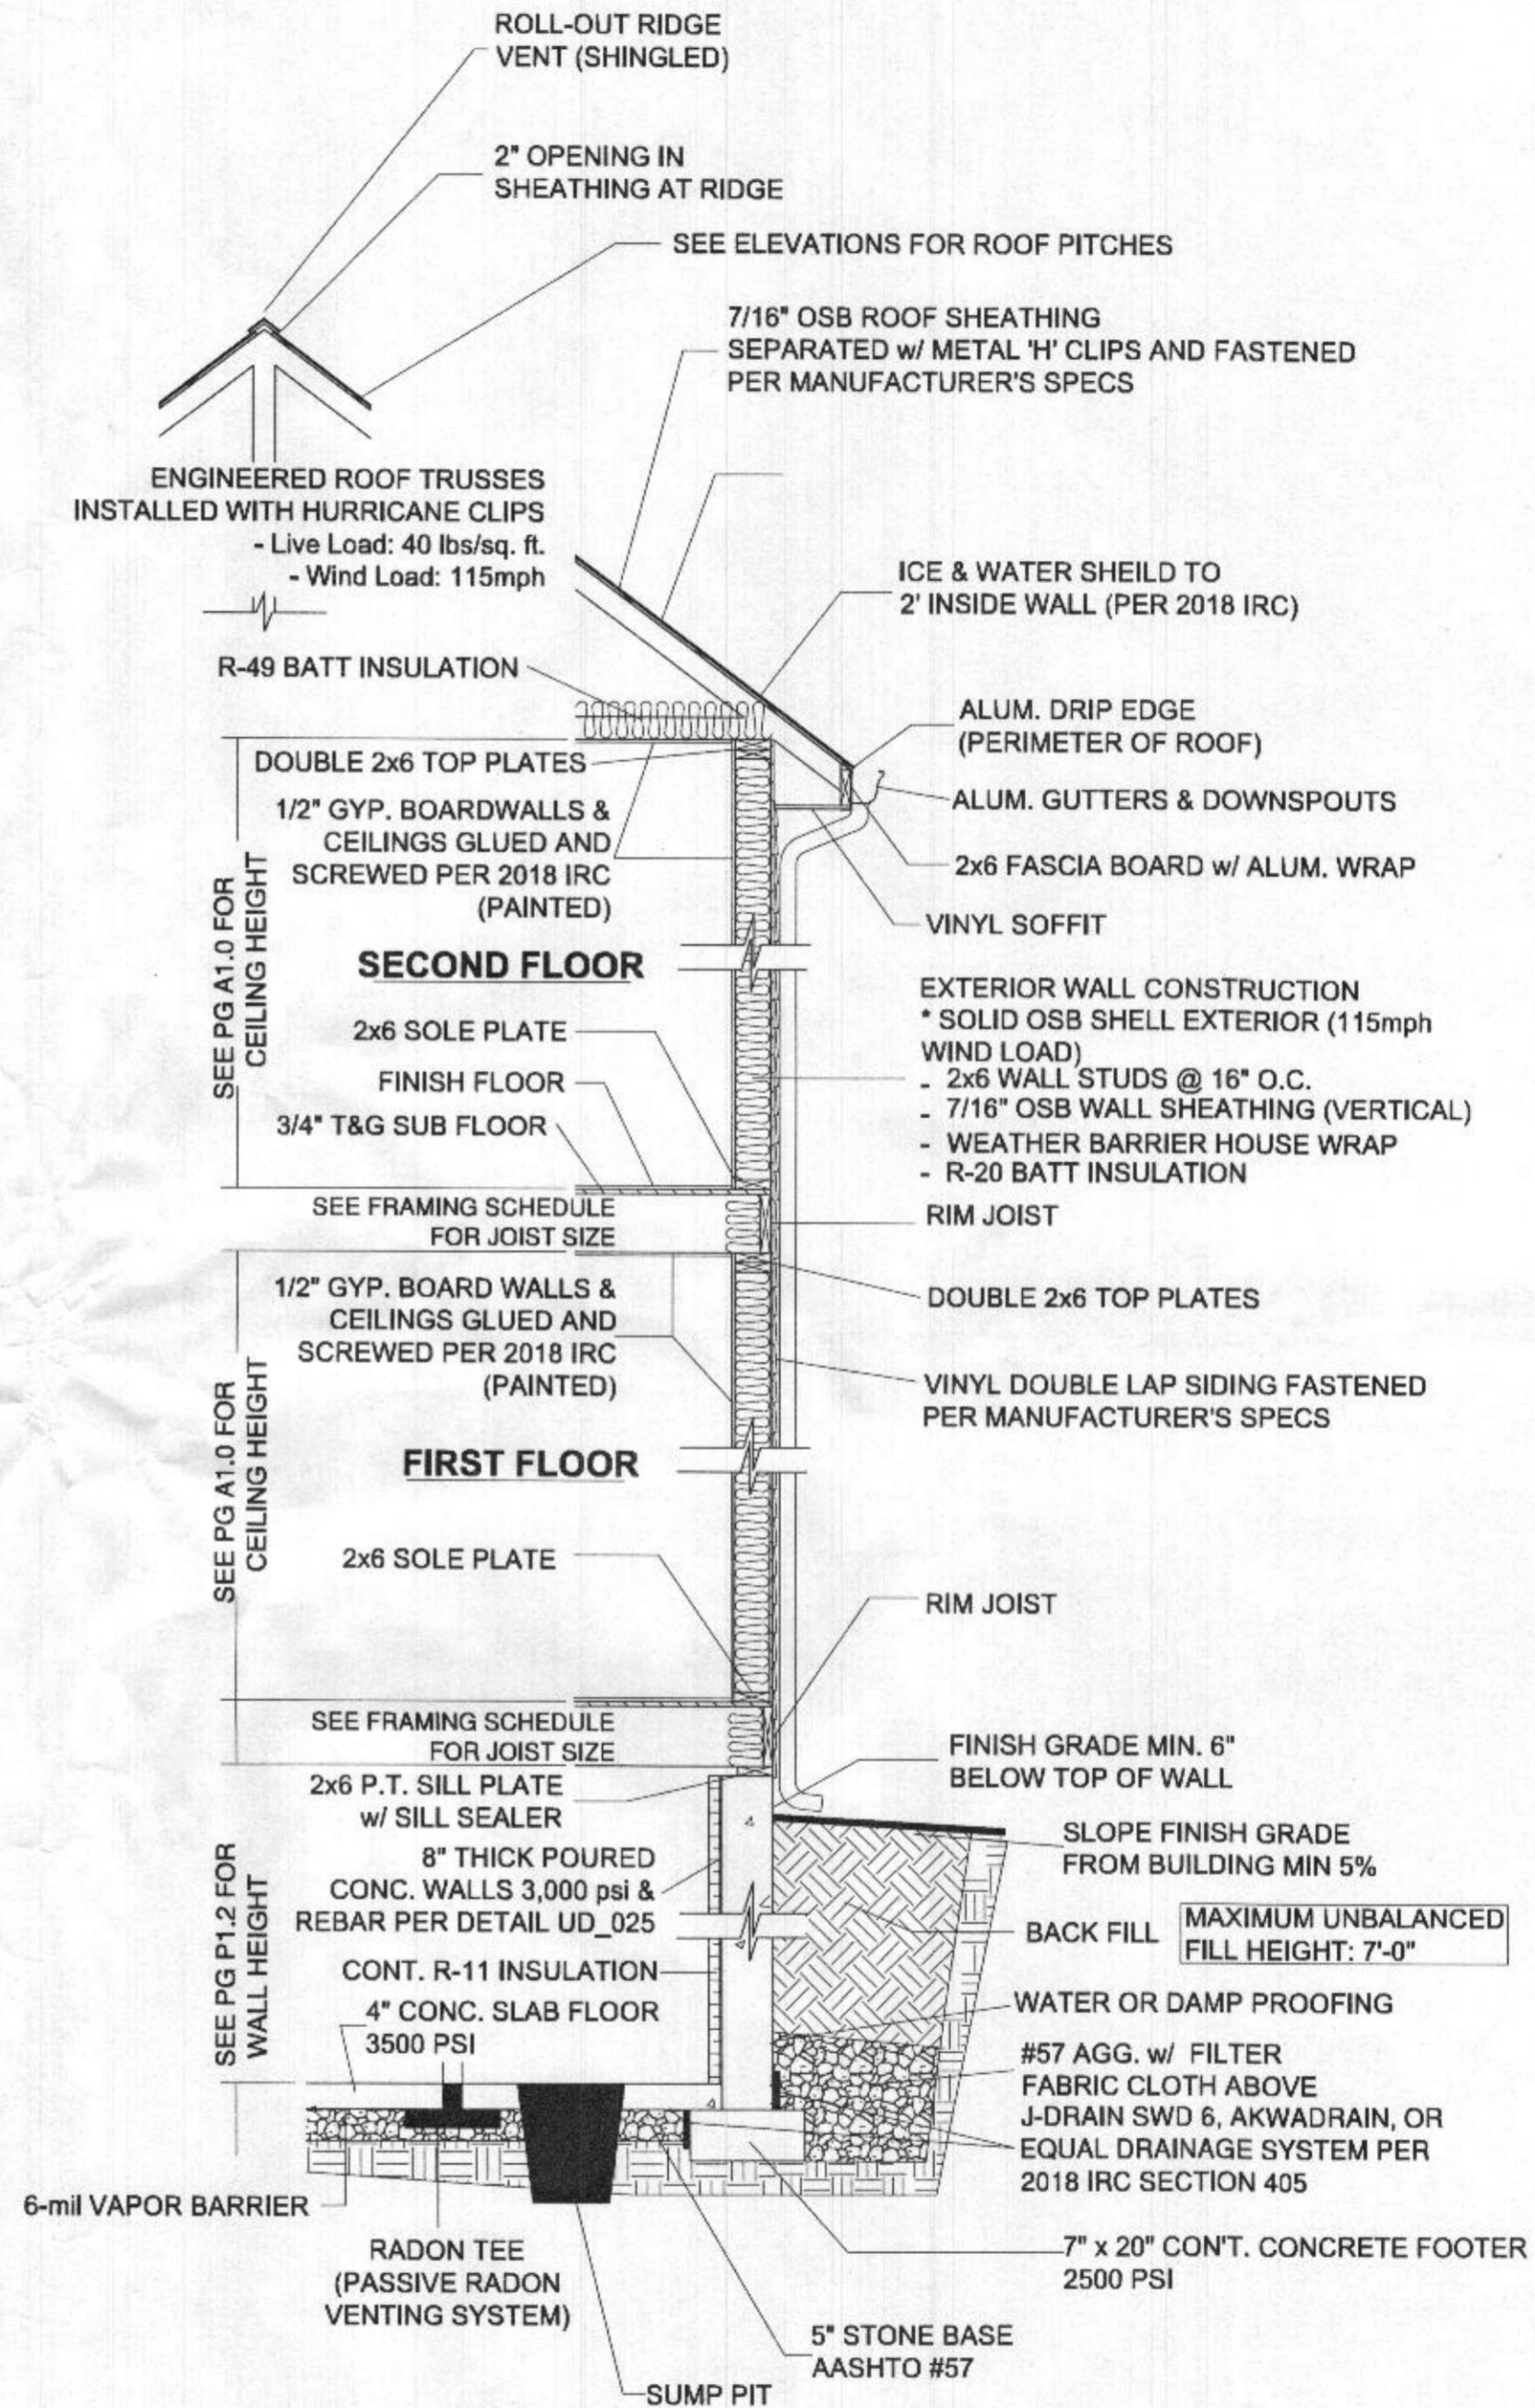 ROLL-OUT RIDGE
VENT (SHINGLED)
2" OPENING IN
SHEATHING AT RIDGE
SEE ELEVATIONS FOR ROOF PITCHES
7/16" OSB ROOF SHEATHING
SEPARATED w/ METAL 'H' CLIPS AND FASTENED
PER MANUFACTURER'S SPECS
ENGINEERED ROOF TRUSSES
INSTALLED WITH HURRICANE CLIPS
- Live Load: 40 lbs/sq. ft.
- Wind Load: 115mph
ICE & WATER SHEILD TO
2' INSIDE WALL (PER 2018 IRC)
R-49 BATT INSULATION
ALUM. DRIP EDGE
(PERIMETER OF ROOF)
DOUBLE 2x6 TOP PLATES
ALUM. GUTTERS & DOWNSPOUTS
1/2" GYP. BOARDWALLS &
CEILINGS GLUED AND
SCREWED PER 2018 IRC
(PAINTED)
2x6 FASCIA BOARD w/ ALUM. WRAP
VINYL SOFFIT
SEE PG A1.0 FOR
CEILING HEIGHT
SECOND FLOOR
EXTERIOR WALL CONSTRUCTION
* SOLID OSB SHELL EXTERIOR (115mph
WIND LOAD)
- 2x6 WALL STUDS @ 16" O.C.
- 7/16" OSB WALL SHEATHING (VERTICAL)
- WEATHER BARRIER HOUSE WRAP
- R-20 BATT INSULATION
2x6 SOLE PLATE
FINISH FLOOR
3/4" T&G SUB FLOOR
SEE FRAMING SCHEDULE
FOR JOIST SIZE
RIM JOIST
DOUBLE 2x6 TOP PLATES
1/2" GYP. BOARD WALLS &
CEILINGS GLUED AND
SCREWED PER 2018 IRC
(PAINTED)
VINYL DOUBLE LAP SIDING FASTENED
PER MANUFACTURER'S SPECS
SEE PG A1.0 FOR
CEILING HEIGHT
FIRST FLOOR
2x6 SOLE PLATE
RIM JOIST
SEE FRAMING SCHEDULE
FOR JOIST SIZE
FINISH GRADE MIN. 6"
BELOW TOP OF WALL
2x6 P.T. SILL PLATE
w/ SILL SEALER
SLOPE FINISH GRADE
FROM BUILDING MIN 5%
8" THICK POURED
CONC. WALLS 3,000 psi &
REBAR PER DETAIL UD_025
SEE PG P1.2 FOR
WALL HEIGHT
BACK FILL
MAXIMUM UNBALANCED
FILL HEIGHT: 7'-0"
CONT. R-11 INSULATION
WATER OR DAMP PROOFING
4" CONC. SLAB FLOOR
3500 PSI
#57 AGG. w/ FILTER
FABRIC CLOTH ABOVE
J-DRAIN SWD 6, AKWADRAIN, OR
EQUAL DRAINAGE SYSTEM PER
2018 IRC SECTION 405
6-mil VAPOR BARRIER
RADON TEE
(PASSIVE RADON
VENTING SYSTEM)
7" x 20" CON'T. CONCRETE FOOTER
2500 PSI
5" STONE BASE
AASHTO #57
SUMP PIT